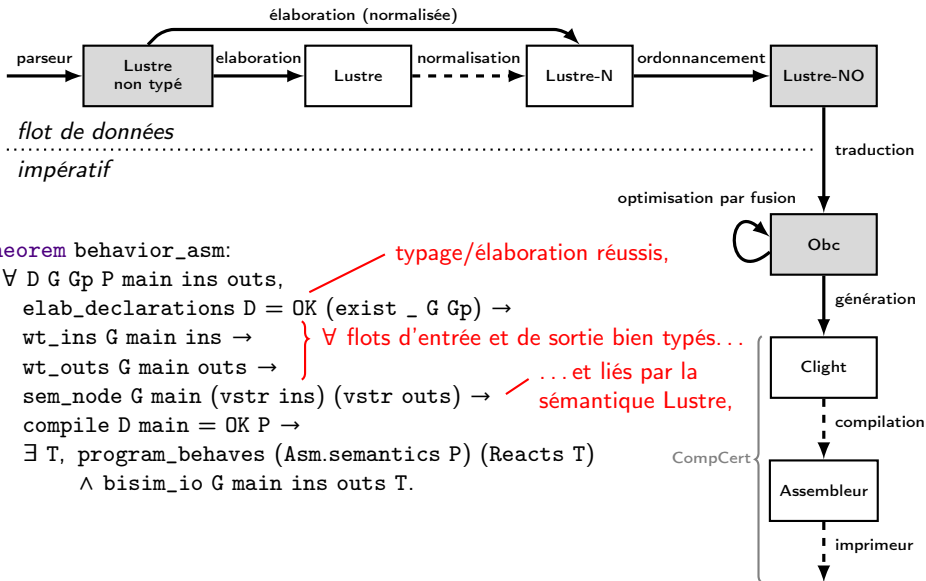 élaboration (normalisée)
parseur
Lustre
non typé
elaboration
Lustre
normalisation
Lustre-N
ordonnancement
Lustre-NO
flot de données
impératif
traduction
optimisation par fusion
Obc
génération
eorem behavior_asm:
∀ D G Gp P main ins outs,
elab_declarations D = OK (exist _ G Gp) →
wt_ins G main ins →
wt_outs G main outs →
sem_node G main (vstr ins) (vstr outs) →
compile D main = OK P →
∃ T, program_behaves (Asm.semantics P) (Reacts T)
∧ bisim_io G main ins outs T.
typage/élaboration réussis,
∀ flots d'entrée et de sortie bien typés...
...et liés par la
sémantique Lustre,
Clight
compilation
CompCert
Assembleur
imprimeur